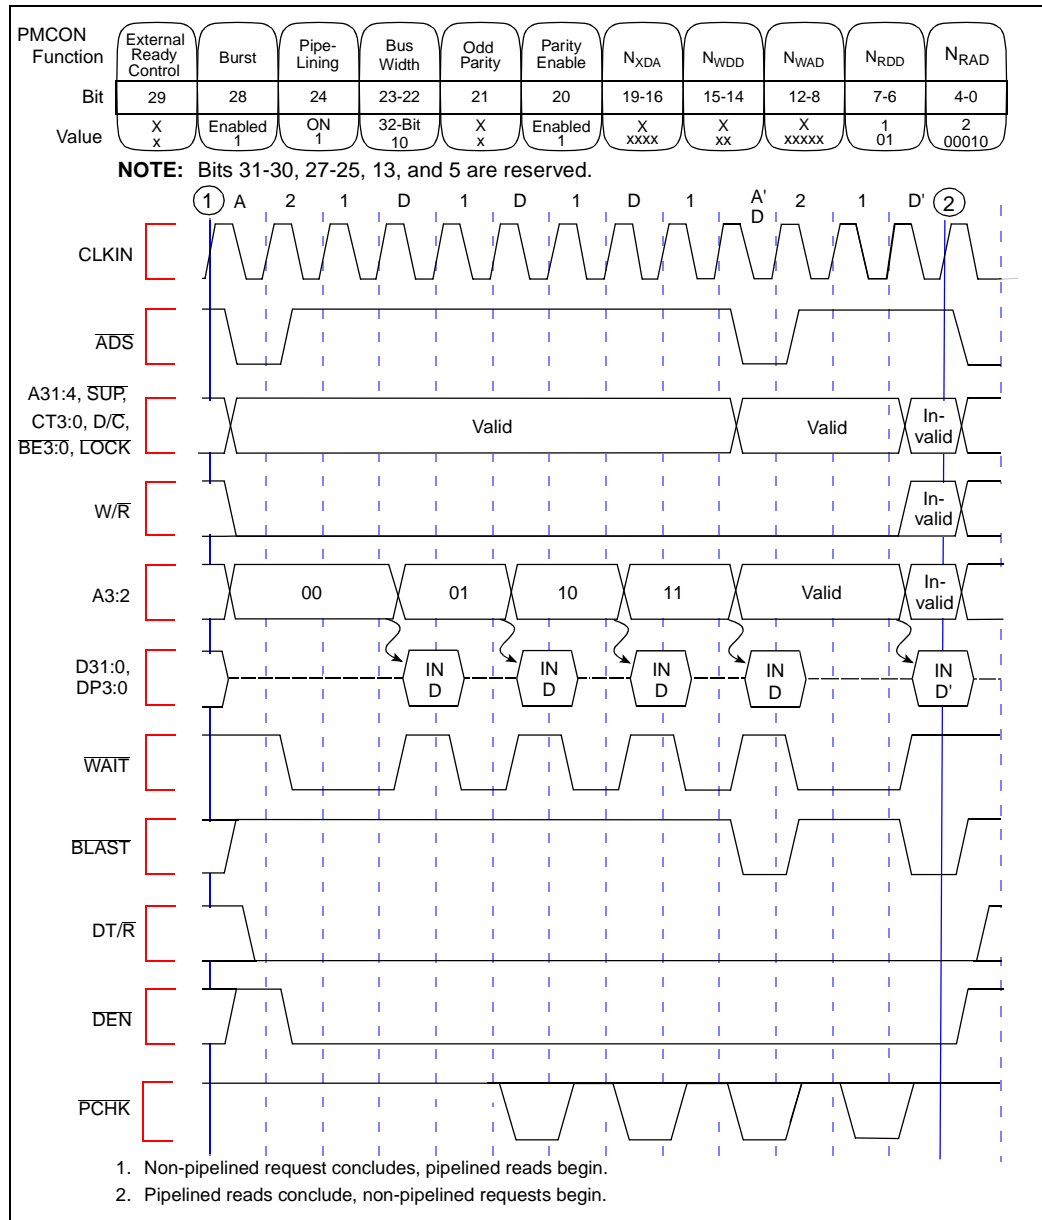 PMCON
Function
External
Ready
Control
Burst
Pipe-
Lining
Bus
Width
Odd
Parity
Parity
Enable
NXDA
NWDD
NWAD
NRDD
NRAD
Bit
29
28
24
23-22
21
20
19-16
15-14
12-8
7-6
4-0
Value
X
x
Enabled
1
ON
1
32-Bit
10
X
x
Enabled
1
X
xxxx
X
xx
X
xxxxx
1
01
2
00010
NOTE: Bits 31-30, 27-25, 13, and 5 are reserved.
1 A 2 1 D 1 D 1 D 1 A' 2 1 D' 2
D
CLKIN
ADS
A31:4, SUP,
CT3:0, D/C,
BE3:0, LOCK
Valid
Valid
In-
valid
W/R
In-
valid
A3:2
00
01
10
11
Valid
In-
valid
D31:0,
DP3:0
IN
D
IN
D
IN
D
IN
D
IN
D'
WAIT
BLAST
DT/R
DEN
PCHK
1. Non-pipelined request concludes, pipelined reads begin.
2. Pipelined reads conclude, non-pipelined requests begin.